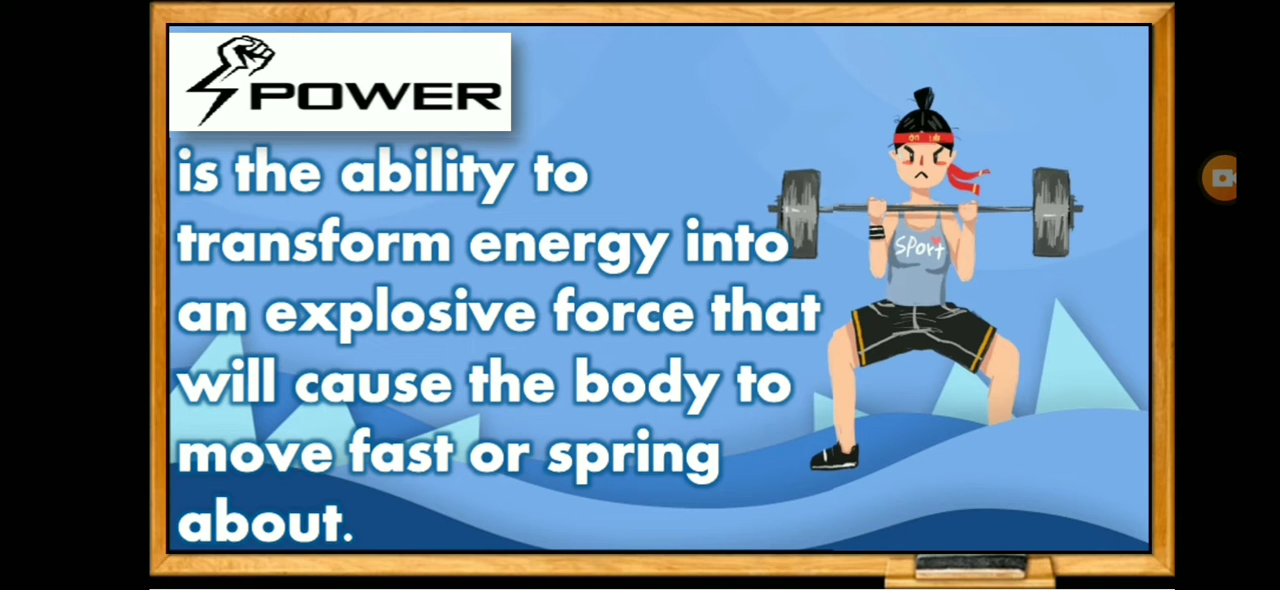 POWER
is the ability to
transform energy into
an explosive force that
will cause the body to
move fast or spring
about.
SPORT